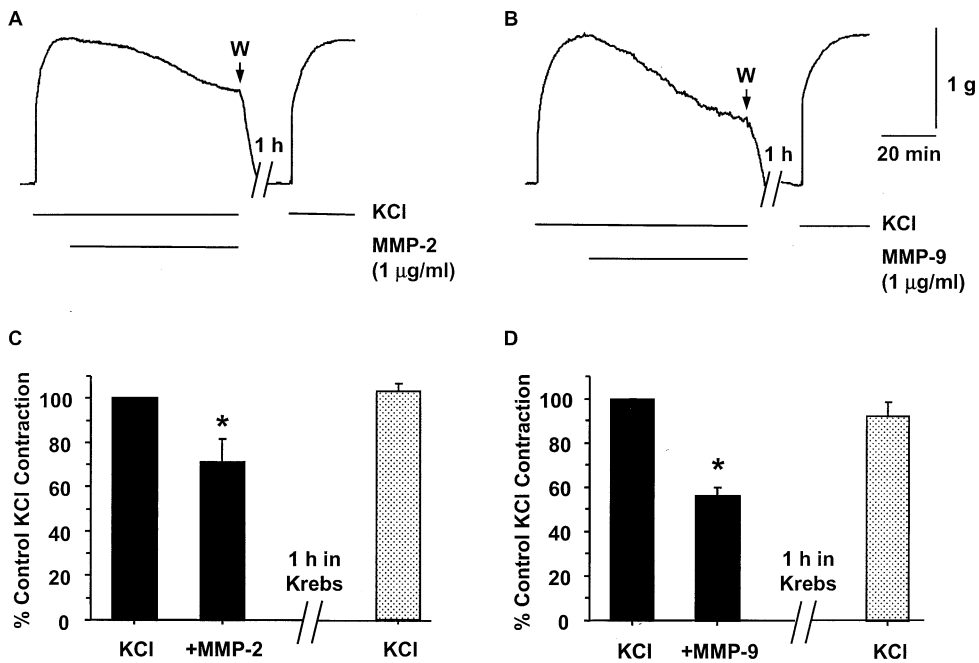 A
W
1 h
KCl
MMP-2
(1 µg/ml)
B
W
1 h
1 g
20 min
KCl
MMP-9
(1 µg/ml)
C
% Control KCl Contraction
100
80
60
40
20
0
*
1 h in
Krebs
KCl
+MMP-2
KCl
D
% Control KCl Contraction
100
80
60
40
20
0
*
1 h in
Krebs
KCl
+MMP-9
KCl